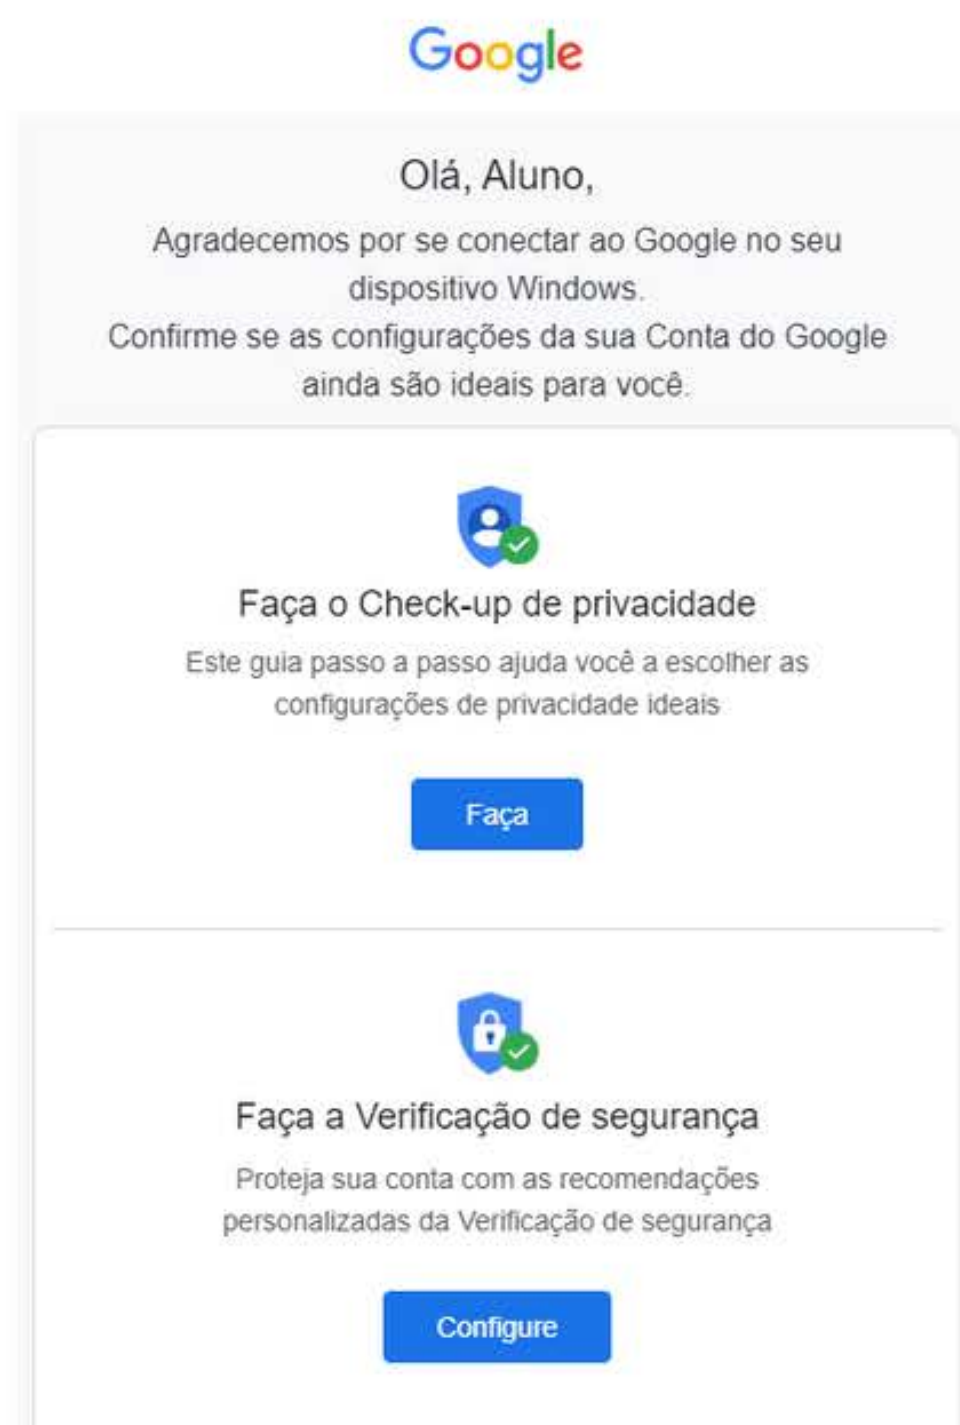 Google
Olá, Aluno,
Agradecemos por se conectar ao Google no seu
dispositivo Windows.
Confirme se as configurações da sua Conta do Google
ainda são ideais para você.
Faça o Check-up de privacidade
Este guia passo a passo ajuda você a escolher as
configurações de privacidade ideais
Faça
Faça a Verificação de segurança
Proteja sua conta com as recomendações
personalizadas da Verificação de segurança
Configure